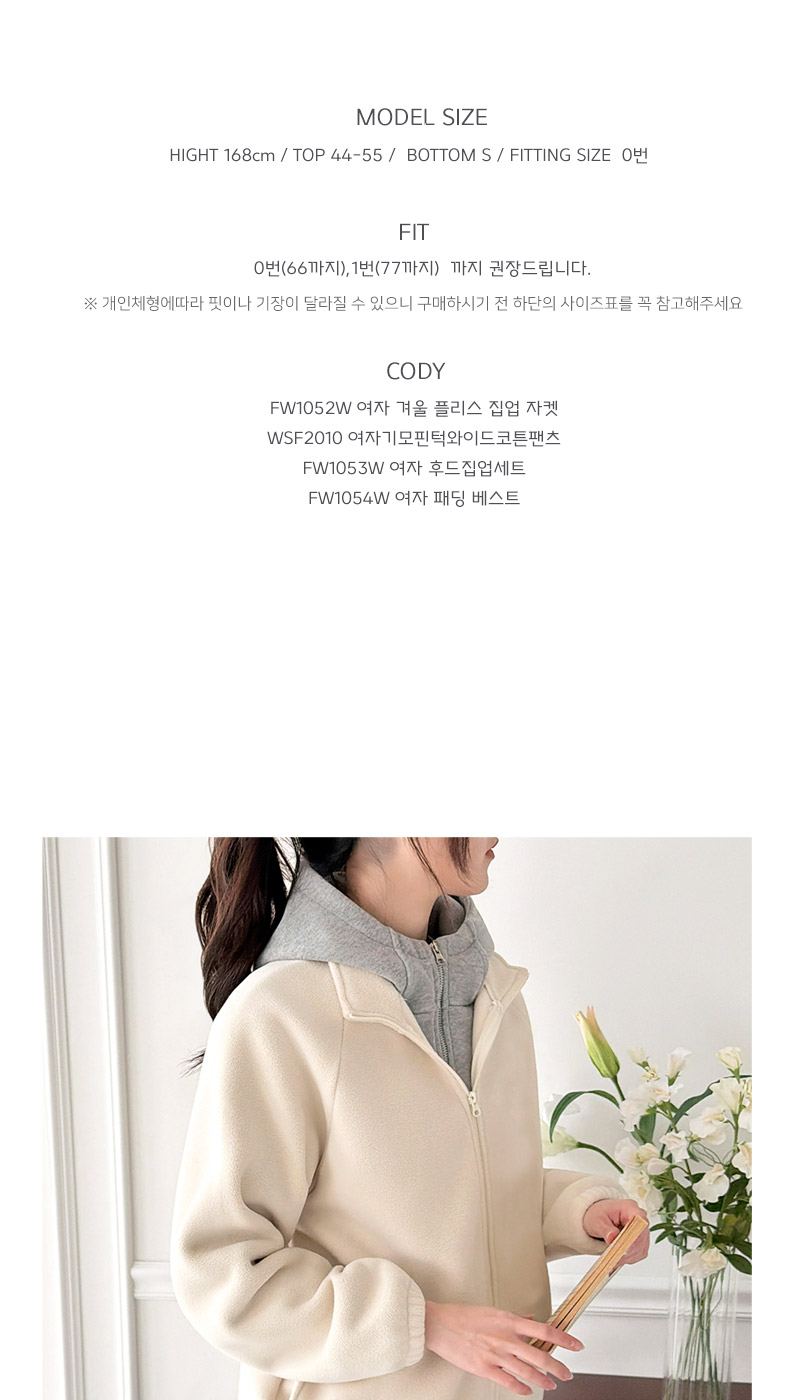 MODEL SIZE
HIGHT 168cm / TOP 44-55 / BOTTOM S / FITTING SIZE 0번
FIT
0번(66까지),1번(77까지) 까지 권장드립니다.
※ 개인체형에따라 핏이나 기장이 달라질 수 있으니 구매하시기 전 하단의 사이즈표를 꼭 참고해주세요
CODY
FW1052W 여자 겨울 플리스 집업 자켓
WSF2010 여자기모핀턱와이드코튼팬츠
FW1053W 여자 후드집업세트
FW1054W 여자 패딩 베스트